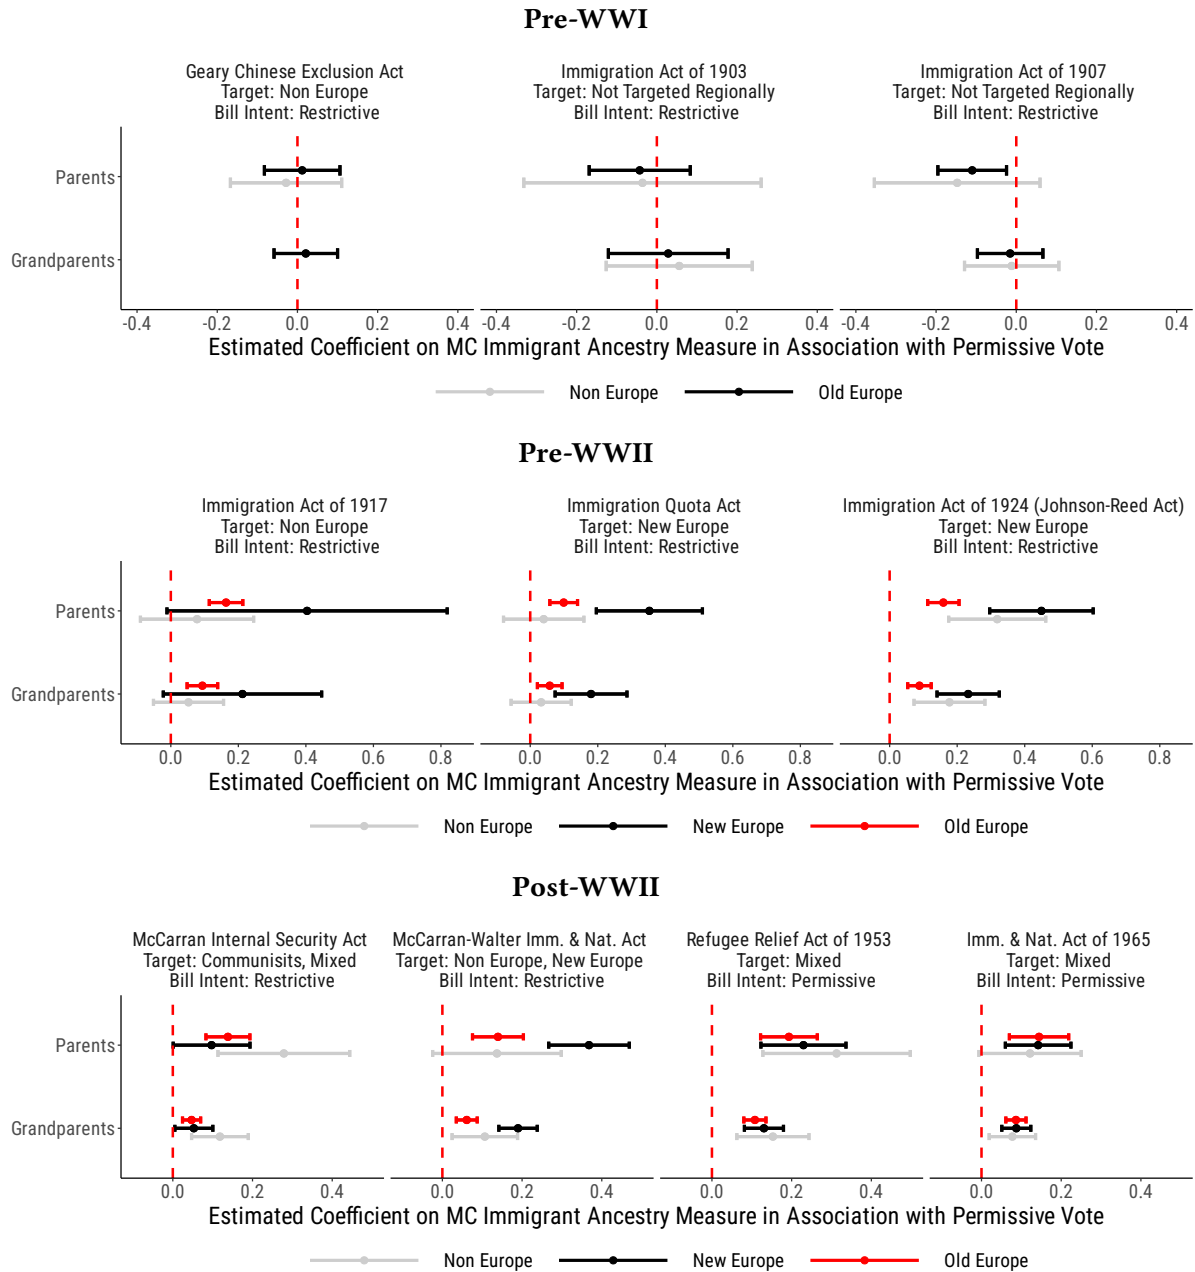 Pre-WWI
Geary Chinese Exclusion Act
Target: Non Europe
Bill Intent: Restrictive
Immigration Act of 1903
Target: Not Targeted Regionally
Bill Intent: Restrictive
Immigration Act of 1907
Target: Not Targeted Regionally
Bill Intent: Restrictive
Parents
Grandparents
-0.4 -0.2 0.0 0.2 0.4 -0.4 -0.2 0.0 0.2 0.4 -0.4 -0.2 0.0 0.2 0.4
Estimated Coefficient on MC Immigrant Ancestry Measure in Association with Permissive Vote
Non Europe Old Europe
Pre-WWII
Immigration Act of 1917
Target: Non Europe
Bill Intent: Restrictive
Immigration Quota Act
Target: New Europe
Bill Intent: Restrictive
Immigration Act of 1924 (Johnson-Reed Act)
Target: New Europe
Bill Intent: Restrictive
Parents
Grandparents
0.0 0.2 0.4 0.6 0.8 0.0 0.2 0.4 0.6 0.8 0.0 0.2 0.4 0.6 0.8
Estimated Coefficient on MC Immigrant Ancestry Measure in Association with Permissive Vote
Non Europe New Europe Old Europe
Post-WWII
McCarran Internal Security Act
Target: Communisits, Mixed
Bill Intent: Restrictive
McCarran-Walter Imm. & Nat. Act
Target: Non Europe, New Europe
Bill Intent: Restrictive
Refugee Relief Act of 1953
Target: Mixed
Bill Intent: Permissive
Imm. & Nat. Act of 1965
Target: Mixed
Bill Intent: Permissive
Parents
Grandparents
0.0 0.2 0.4 0.0 0.2 0.4 0.0 0.2 0.4 0.0 0.2 0.4
Estimated Coefficient on MC Immigrant Ancestry Measure in Association with Permissive Vote
Non Europe New Europe Old Europe